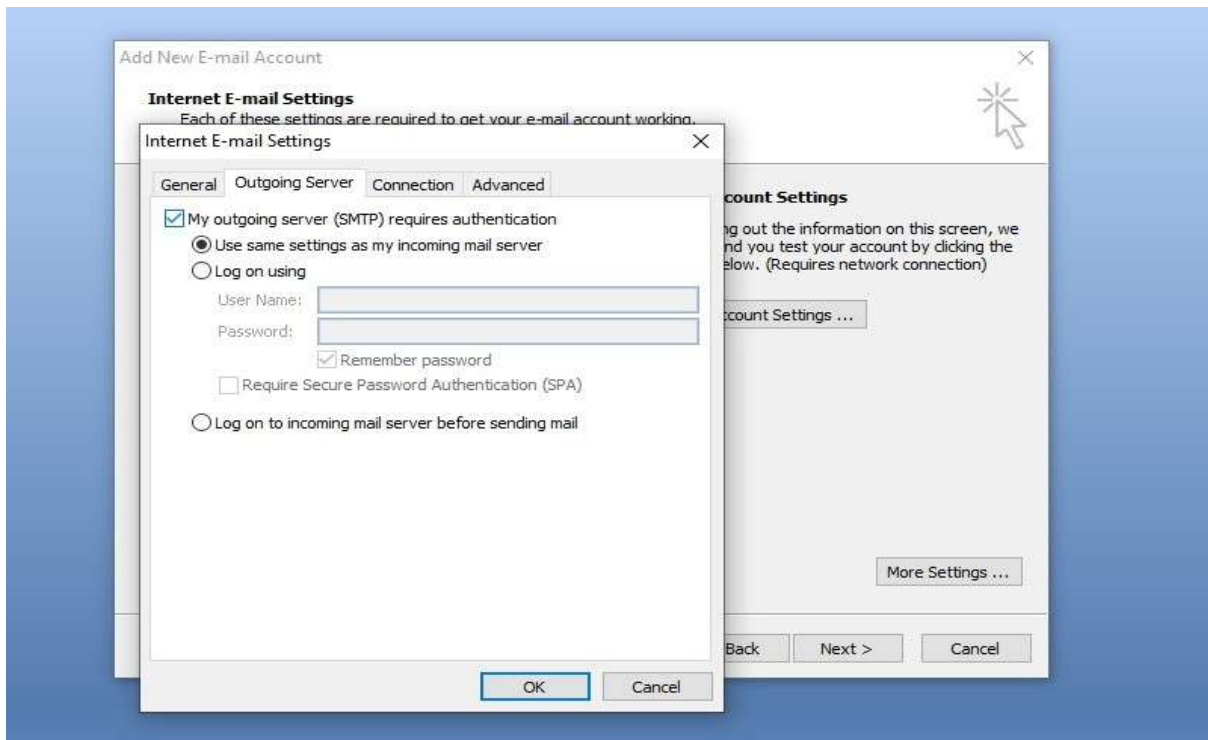 Add New E-mail Account
Internet E-mail Settings
Each of these settings are required to get your e-mail account working.
Internet E-mail Settings
General Outgoing Server Connection Advanced
My outgoing server (SMTP) requires authentication
Use same settings as my incoming mail server
Log on using
User Name:
Password:
Remember password
Require Secure Password Authentication (SPA)
Log on to incoming mail server before sending mail
OK Cancel
count Settings
out the information on this screen, we
you test your account by clicking the
(Requires network connection)
Settings ...
More Settings ...
Back Next > Cancel